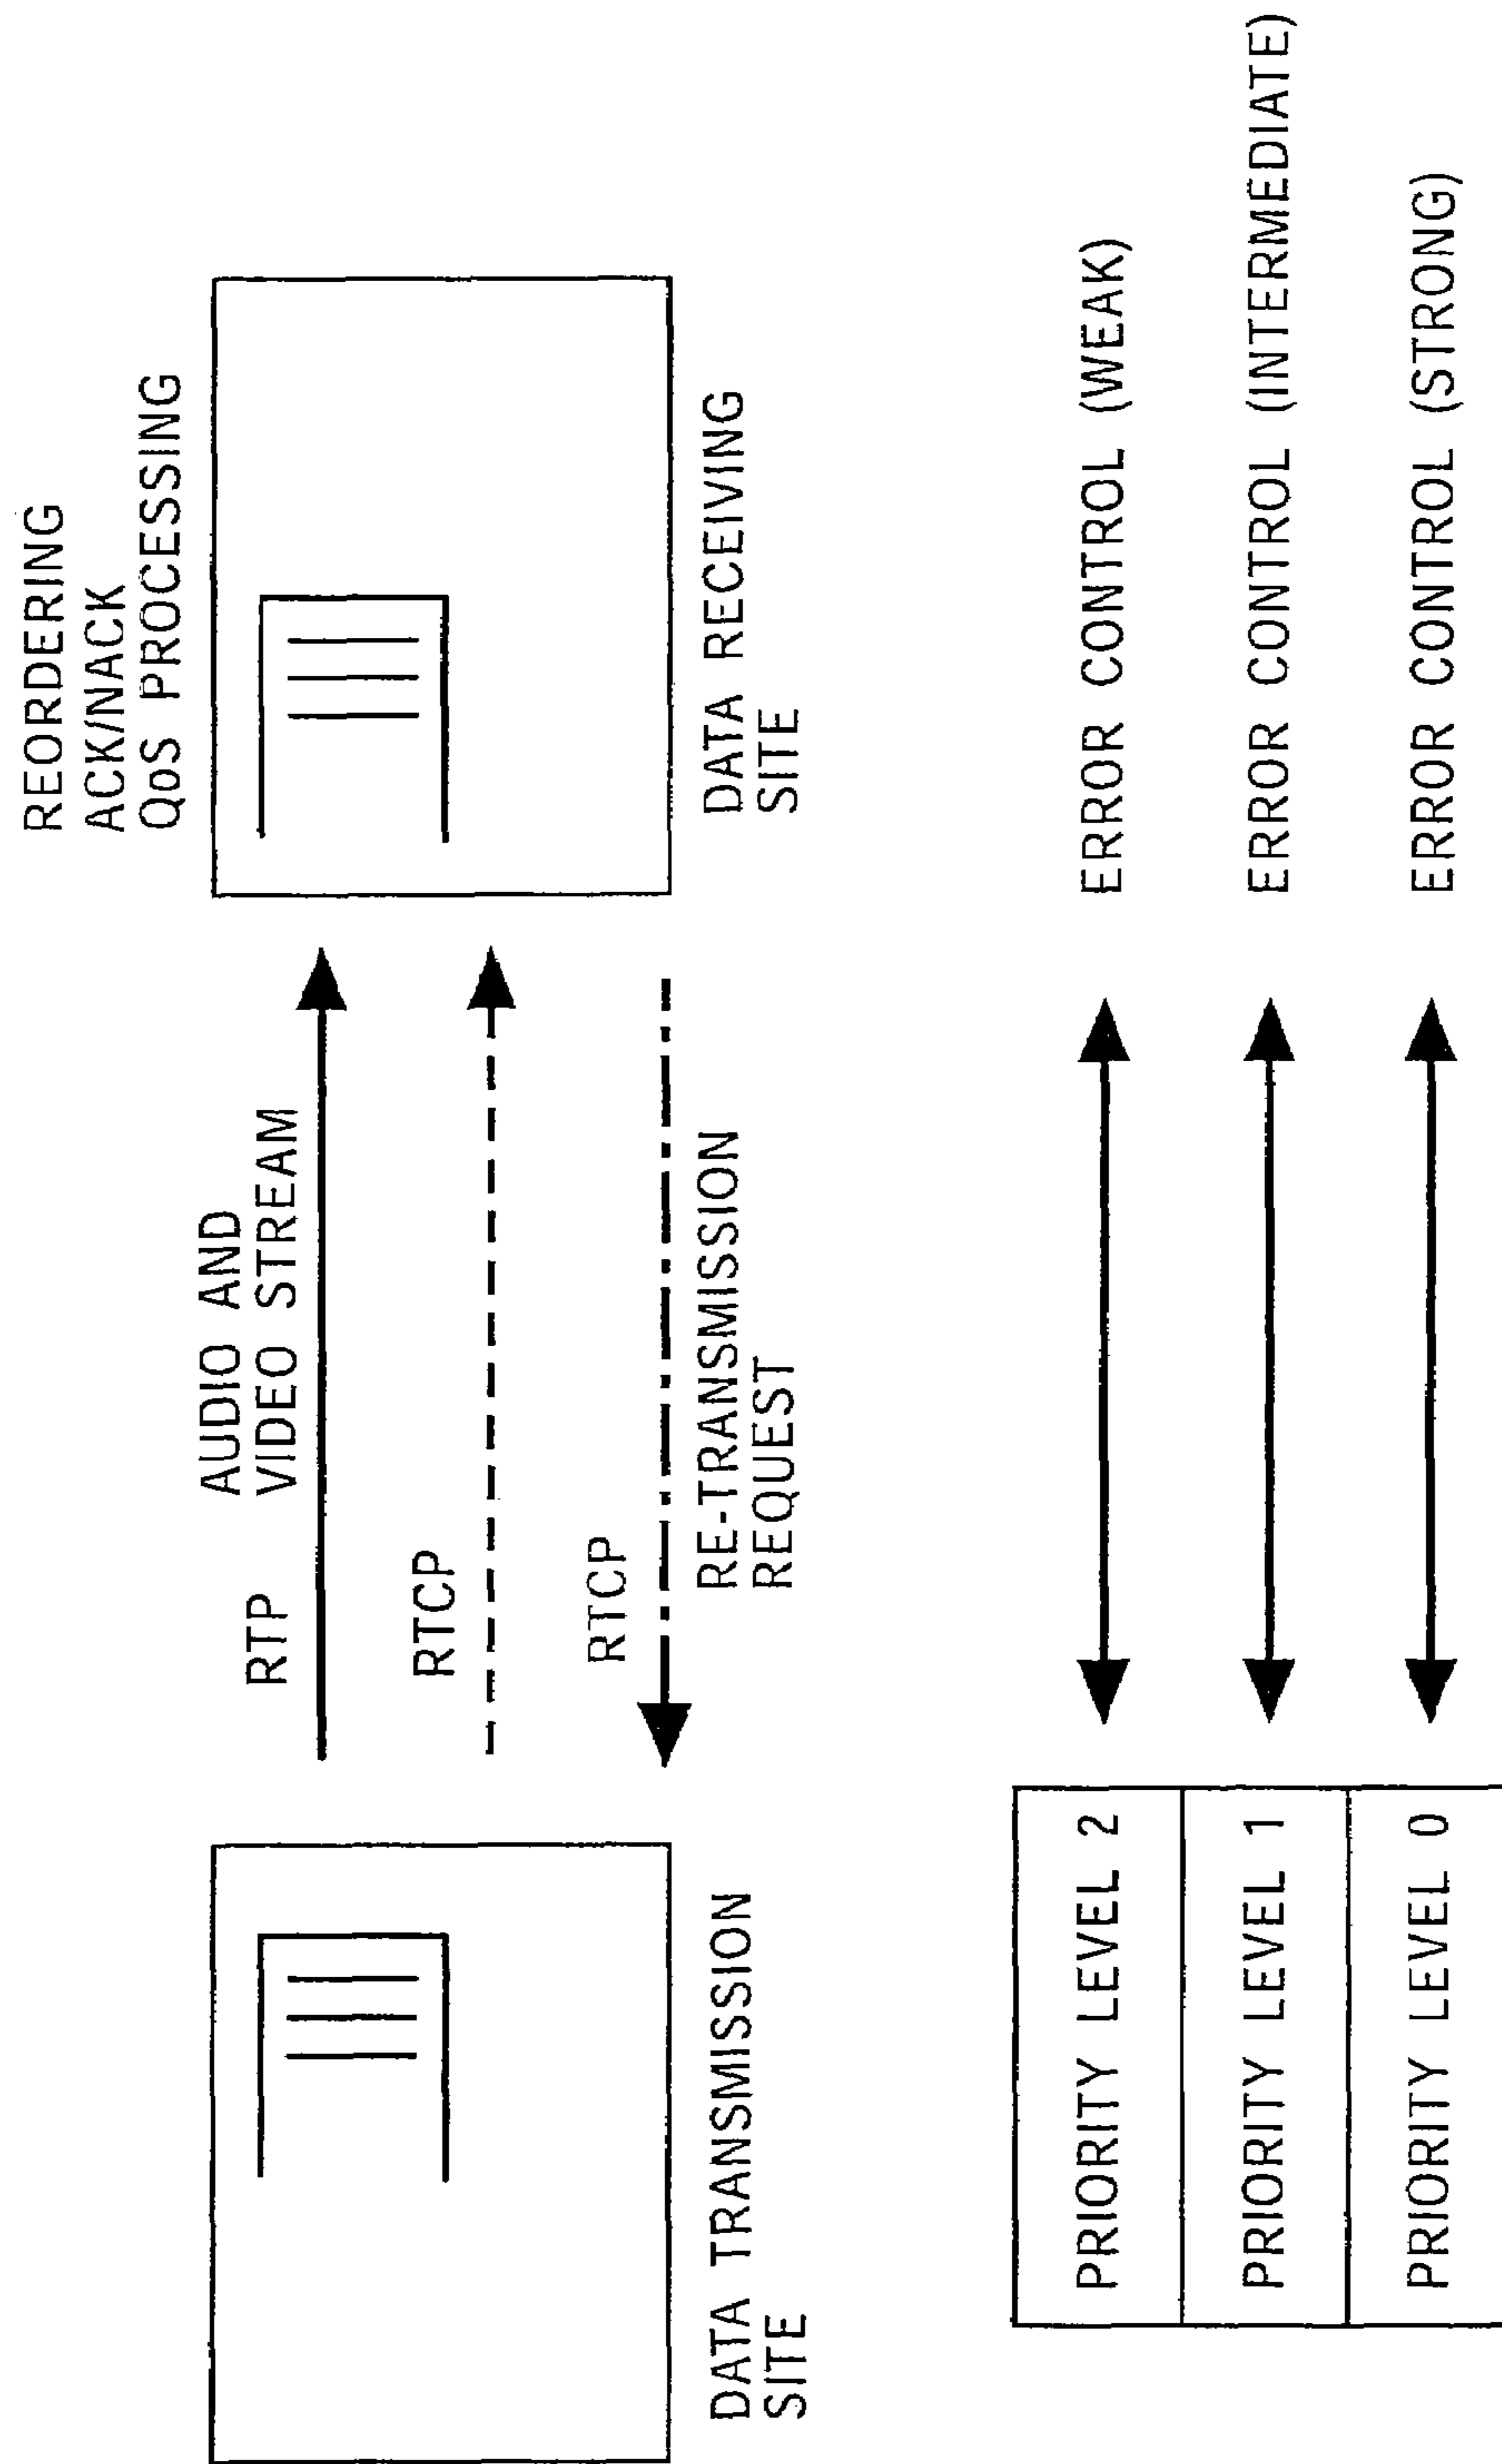 REORDERING
ACK/NACK
QoS PROCESSING
AUDIO AND
VIDEO STREAM
RTP
RTCP
RTCP
RE-TRANSMISSION
REQUEST
DATA TRANSMISSION
SITE
DATA RECEIVING
SITE
PRIORITY LEVEL 2
ERROR CONTROL (WEAK)
PRIORITY LEVEL 1
ERROR CONTROL (INTERMEDIATE)
PRIORITY LEVEL 0
ERROR CONTROL (STRONG)